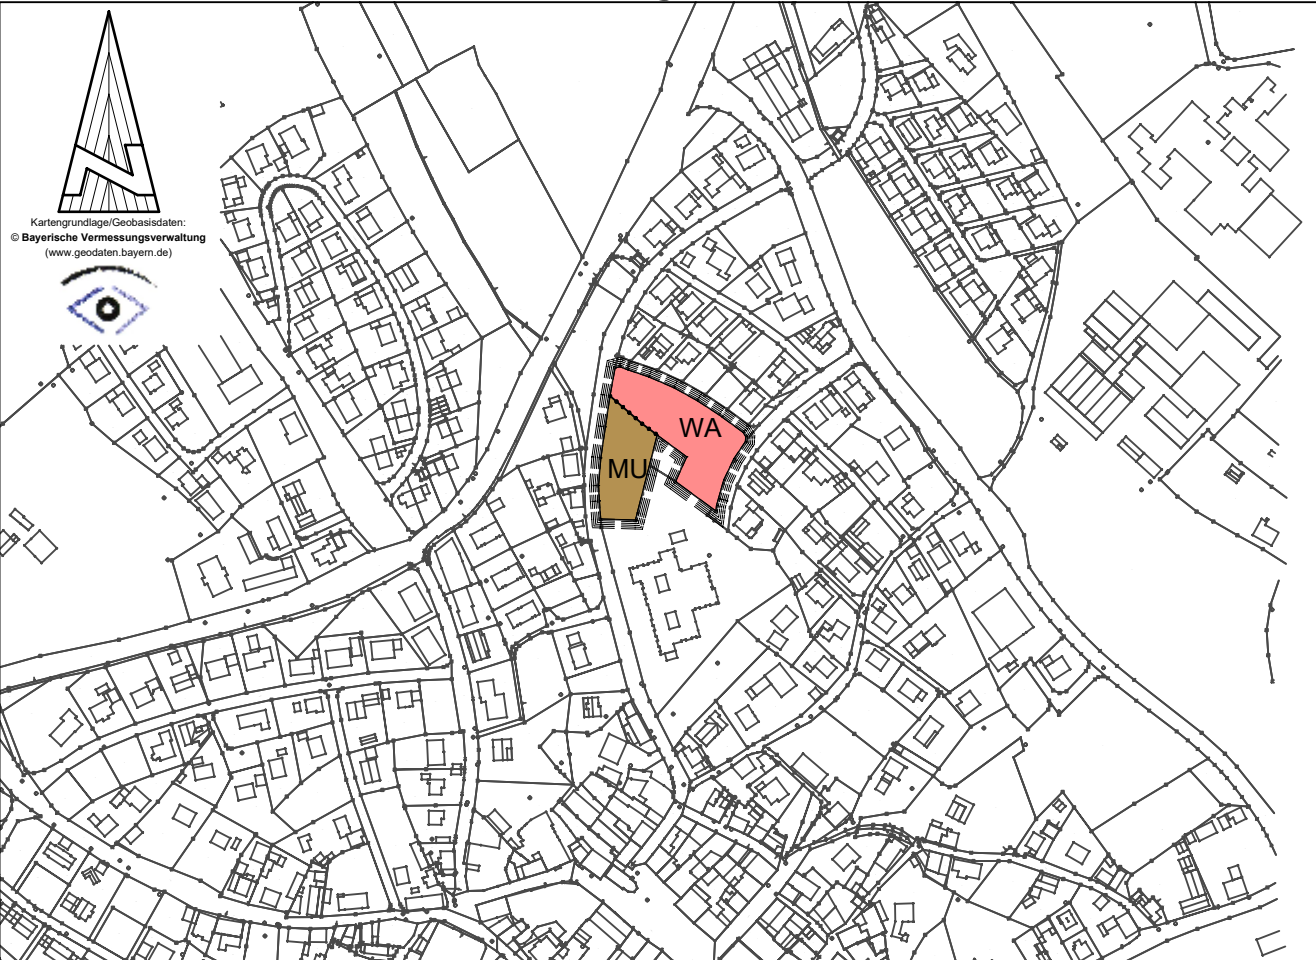 Kartengrundlage/Geobasisdaten:
© Bayerische Vermessungsverwaltung
(www.geodaten.bayern.de)
WA
MU